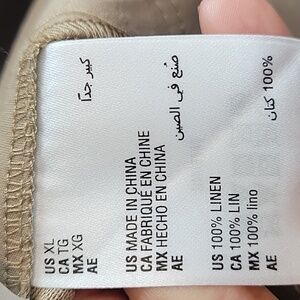 US XL
CA TG
MX XG
AE كبير جداً
US MADE IN CHINA
CA FABRIQUÉ EN CHINE
MX HECHO EN CHINA
AE صنع في الصين
US 100% LINEN
CA 100% LIN
MX 100% lino
AE 100% كتان